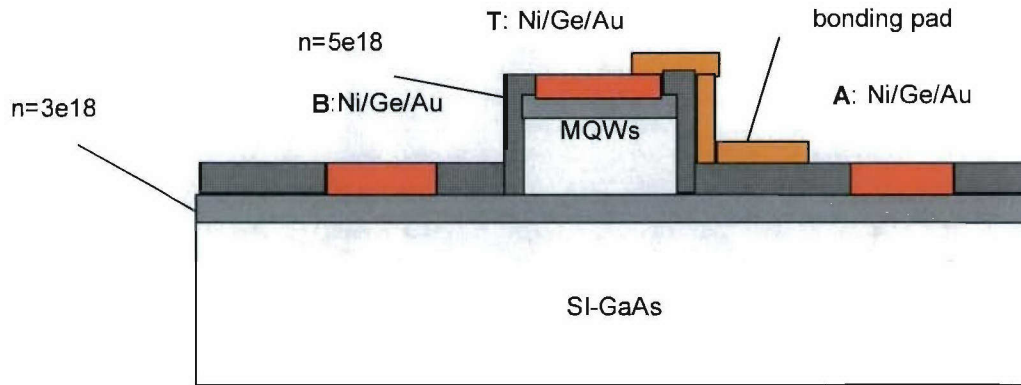 T: Ni/Ge/Au
bonding pad
n=5e18
B:Ni/Ge/Au
A: Ni/Ge/Au
n=3e18
MQWs
SI-GaAs